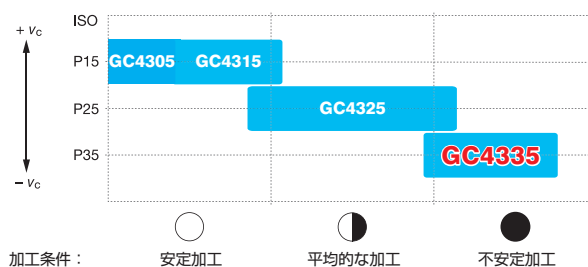 ISO
+ vc
P15
GC4305 GC4315
P25
GC4325
P35
GC4335
– vc
加工条件：
安定加工
平均的な加工
不安定加工